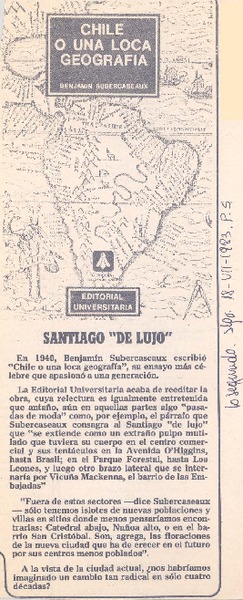 CHILE
O UNA LOCA
GEOGRAFIA
BENJAMIN SUBERCASEAUX
EDITORIAL
UNIVERSITARIA
SANTIAGO "DE LUJO"
En 1940, Benjamín Subercaseaux escribió
"Chile o una loca geografía", su ensayo más cé-
lebre que apasionó a una generación.
La Editorial Universitaria acaba de reeditar la
obra, cuya relectura es igualmente entretenida
que antaño, aún en aquellas partes algo "pasa-
das de moda" como, por ejemplo, el párrafo que
Subercaseaux consagra al Santiago "de lujo"
que "se extiende como un extraño pulpo muti-
lado que tuviera su cuerpo en el centro comer-
cial y sus tentáculos en la Avenida O'Higgins,
hasta Brasil; en el Parque Forestal, hasta Los
Leones, y luego otro brazo lateral que se inter-
naría por Vicuña Mackenna, el barrio de las Em-
bajadas"
"Fuera de estos sectores —dice Subercaseaux
— sólo tenemos islotes de nuevas poblaciones y
villas en sitios donde menos pensaríamos encon-
trarlas: Catedral abajo, Nuñoa alto, o en el ba-
rrio San Cristóbal. Son, agrega, las floraciones
de la nueva ciudad que ha de crecer en el futuro
por sus centros menos poblados".
A la vista de la ciudad actual, ¿nos habríamos
imaginado un cambio tan radical en sólo cuatro
décadas?
la Segunda. Stgo. 18-VII-1983 P. 5